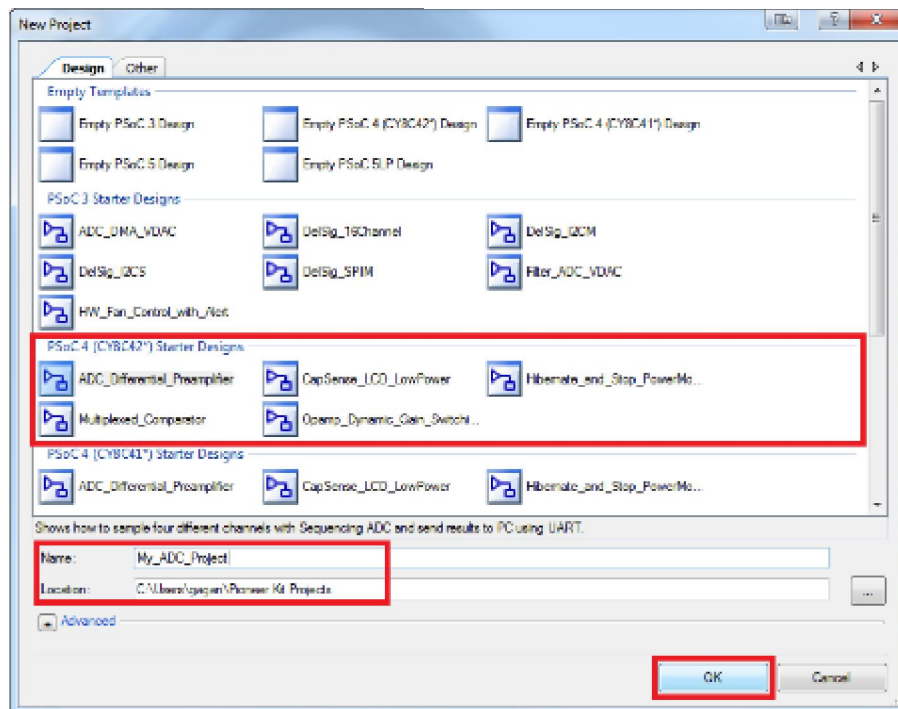 New Project
Design Other
Empty Templates
Empty PSoC 3 Design Empty PSoC 4 (CY8C42*) Design Empty PSoC 4 (CY8C41*) Design
Empty PSoC 5 Design Empty PSoC 5LP Design
PSoC 3 Starter Designs
ADC_DMA_VDAC DelSig_16Channel DelSig_I2CM
DelSig_I2CS DelSig_SPIM Filter_ADC_VDAC
HW_Fan_Control_with_Alert
PSoC 4 (CY8C42*) Starter Designs
ADC_Differential_Preamplifier CapSense_LCD_LowPower Hibernate_and_Stop_PowerMo...
Multiplexed_Comparator Opamp_Dynamic_Gain_Switchi...
PSoC 4 (CY8C41*) Starter Designs
ADC_Differential_Preamplifier CapSense_LCD_LowPower Hibernate_and_Stop_PowerMo...
Shows how to sample four different channels with Sequencing ADC and send results to PC using UART.
Name: My_ADC_Project
Location: C:\Users\gagan\Pioneer Kit Projects
...
Advanced
OK Cancel